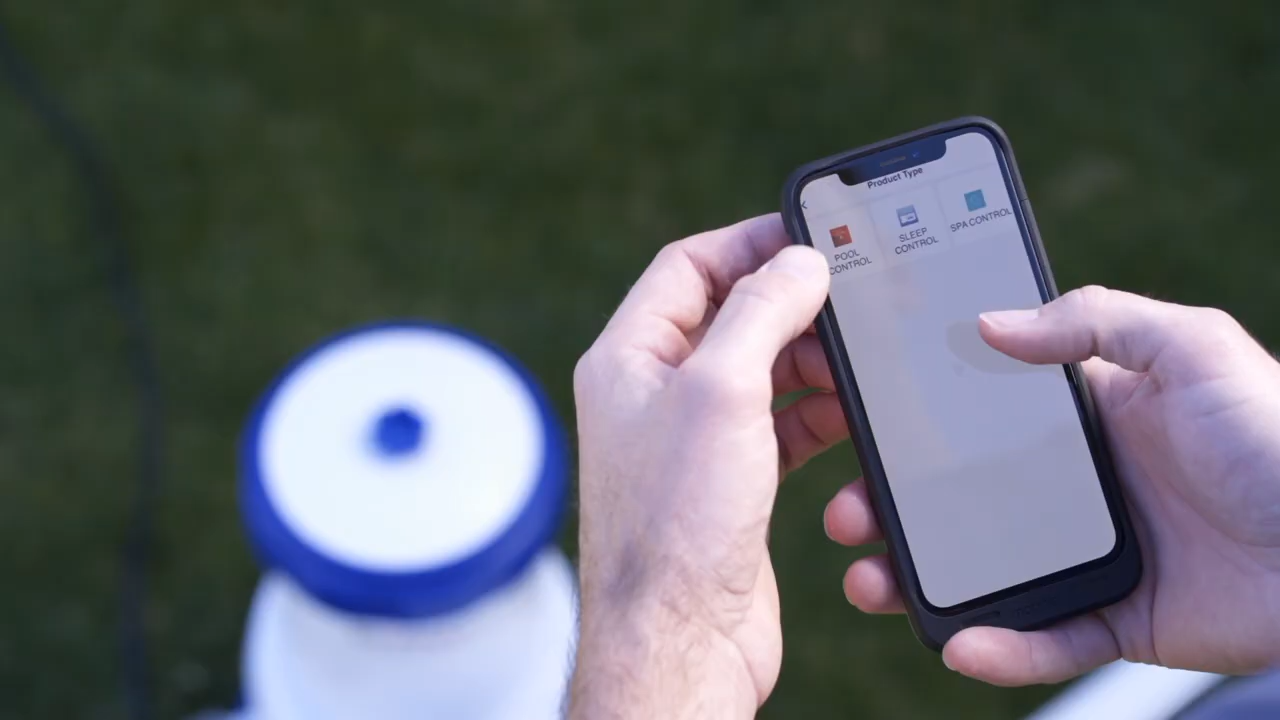 Product Type
POOL
CONTROL
SLEEP
CONTROL
SPA CONTROL